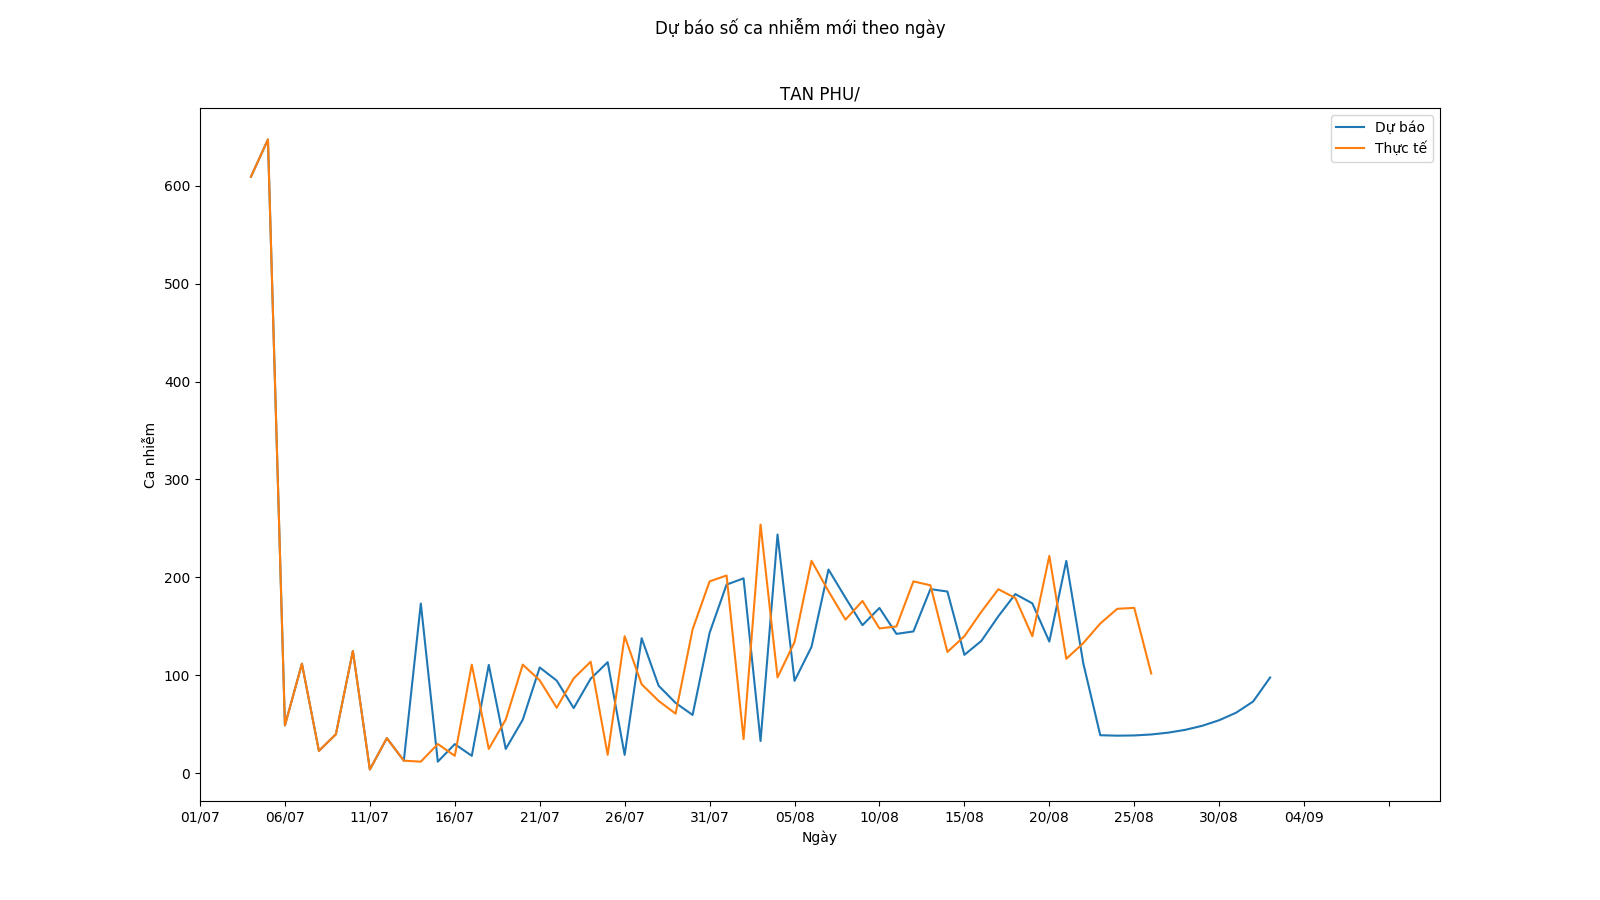 Dự báo số ca nhiễm mới theo ngày
TAN PHU/
Dự báo
Thực tế
600
500
400
300
200
100
0
Ca nhiễm
01/07 06/07 11/07 16/07 21/07 26/07 31/07 05/08 10/08 15/08 20/08 25/08 30/08 04/09
Ngày